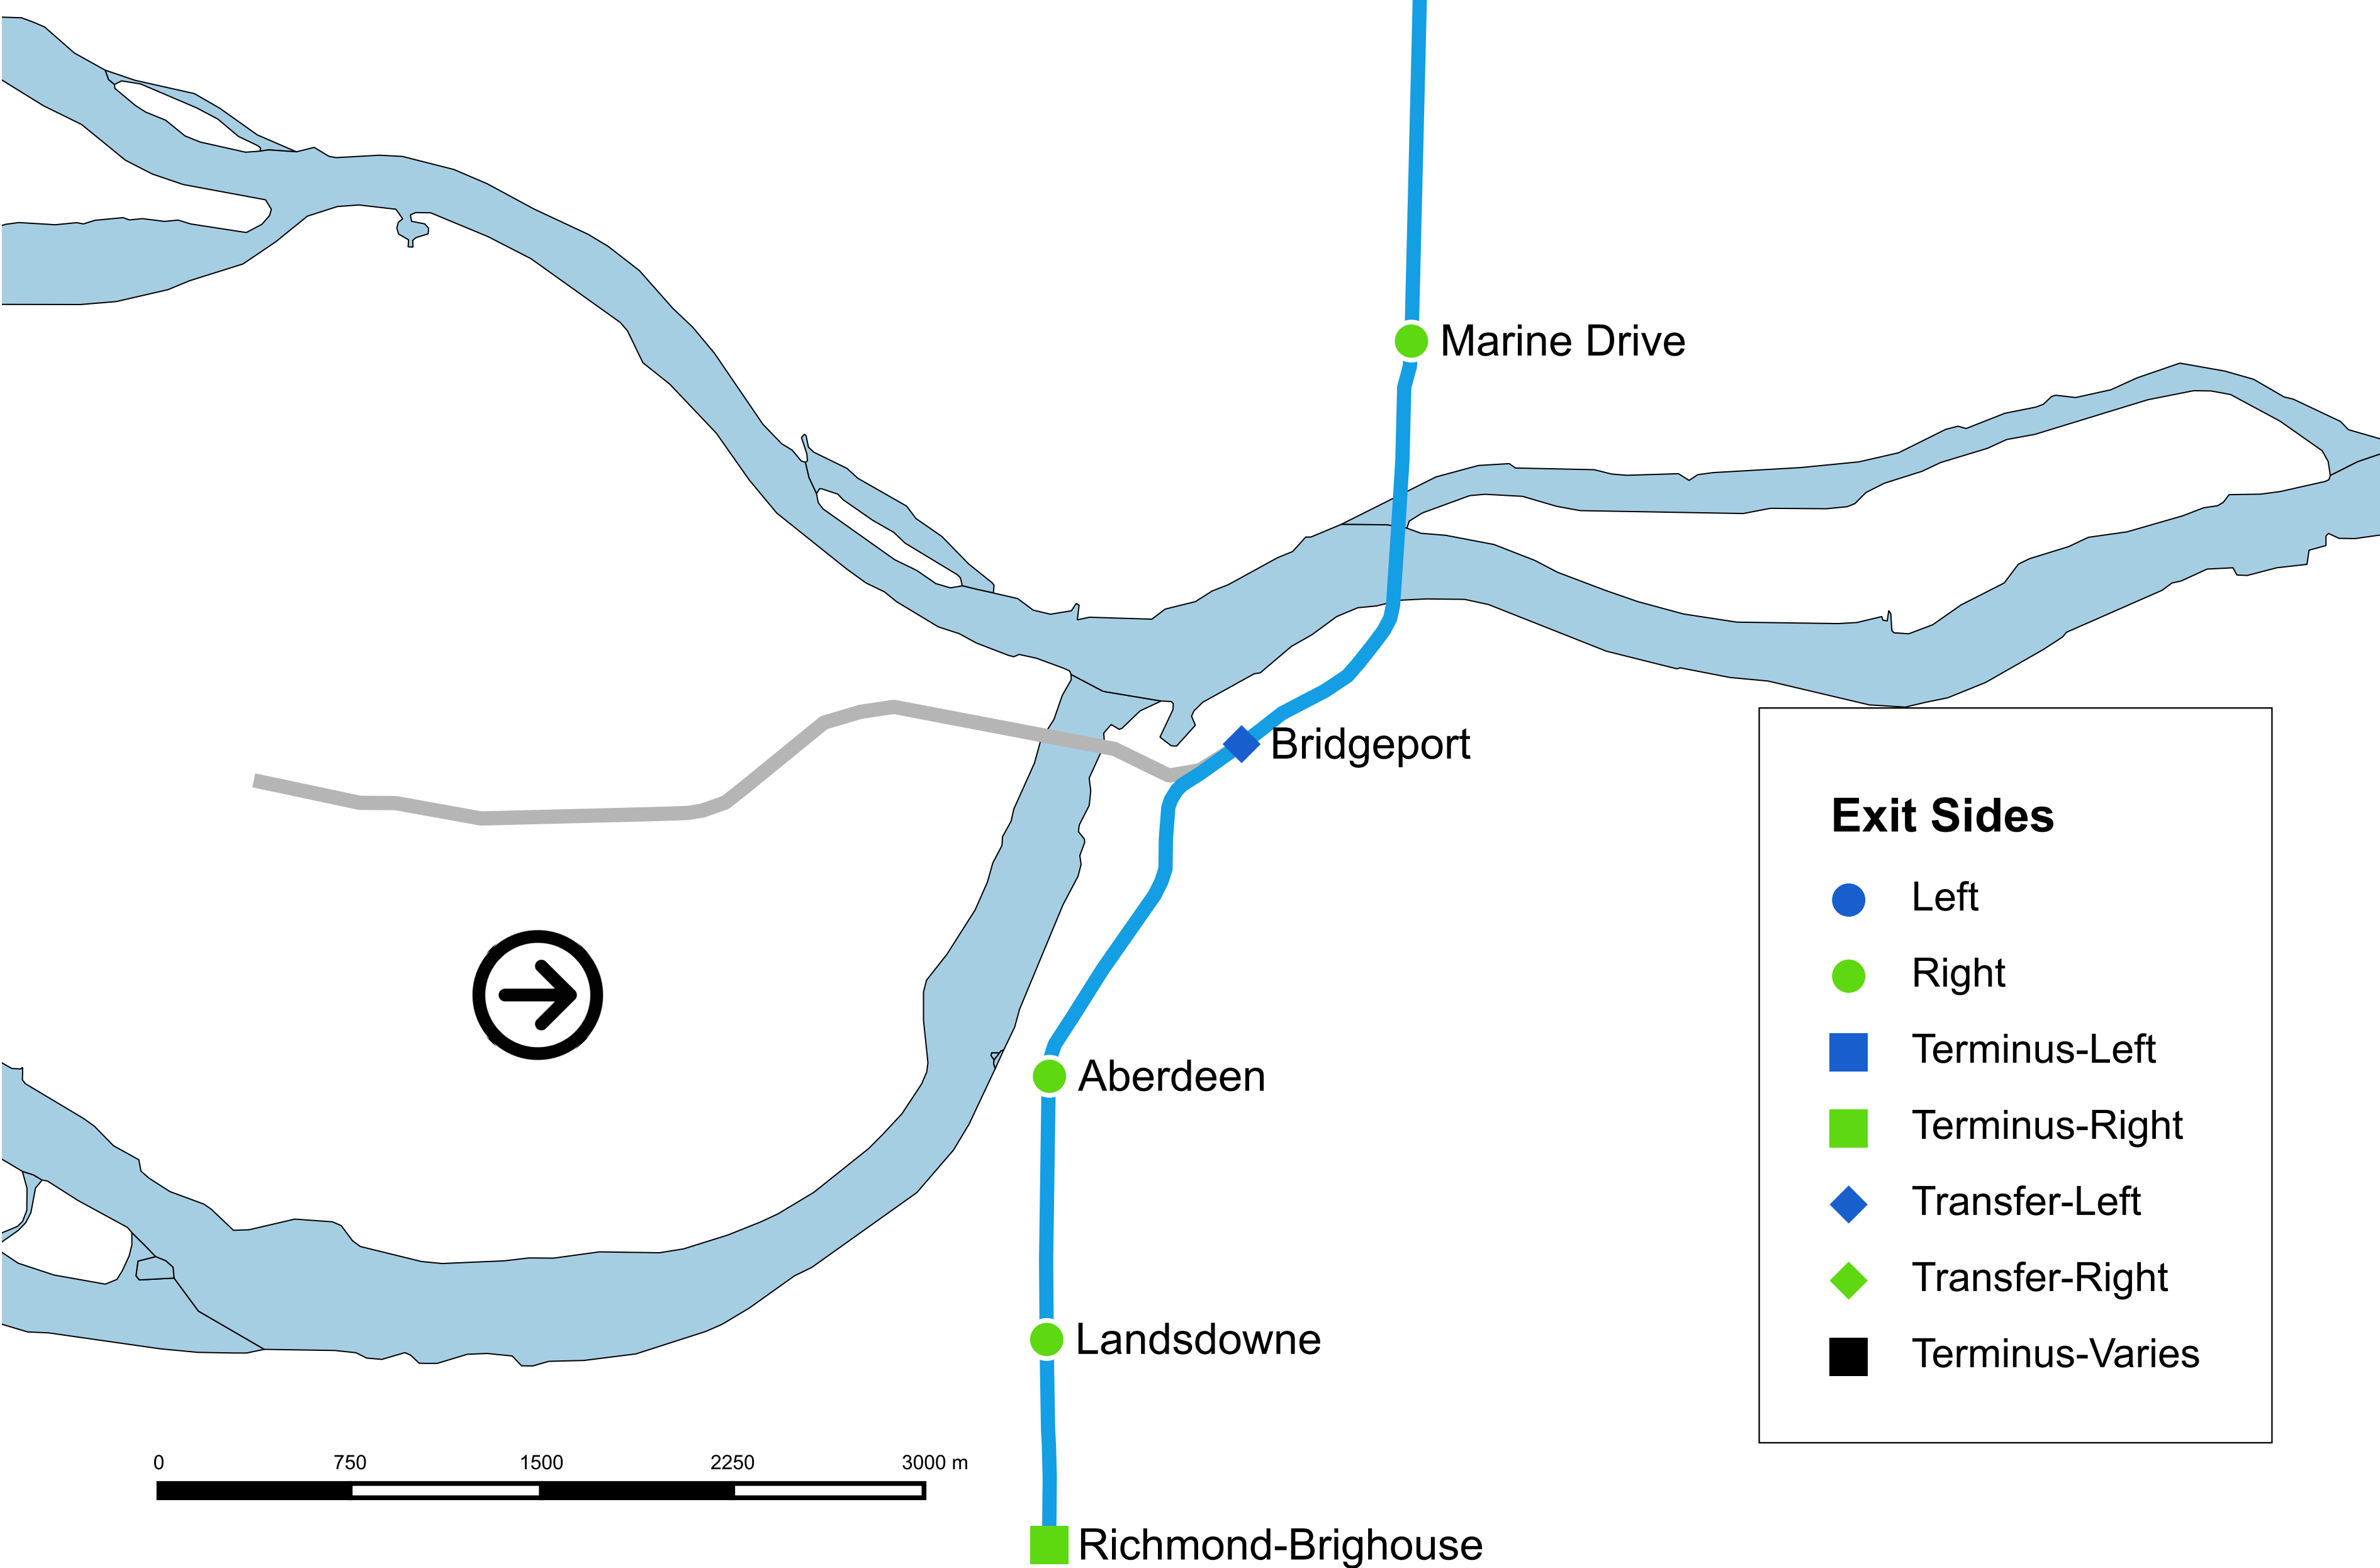 Marine Drive
Bridgeport
Exit Sides
Left
Right
Aberdeen
Terminus-Left
Terminus-Right
Transfer-Left
Transfer-Right
Landsdowne
Terminus-Varies
0 750 1500 2250 3000 m
Richmond-Brighouse